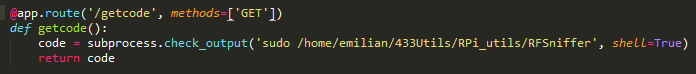 @app.route('/getcode', methods=['GET'])
def getcode():
    code = subprocess.check_output('sudo /home/emilian/433Utils/RPi_utils/RFSniffer', shell=True)
    return code